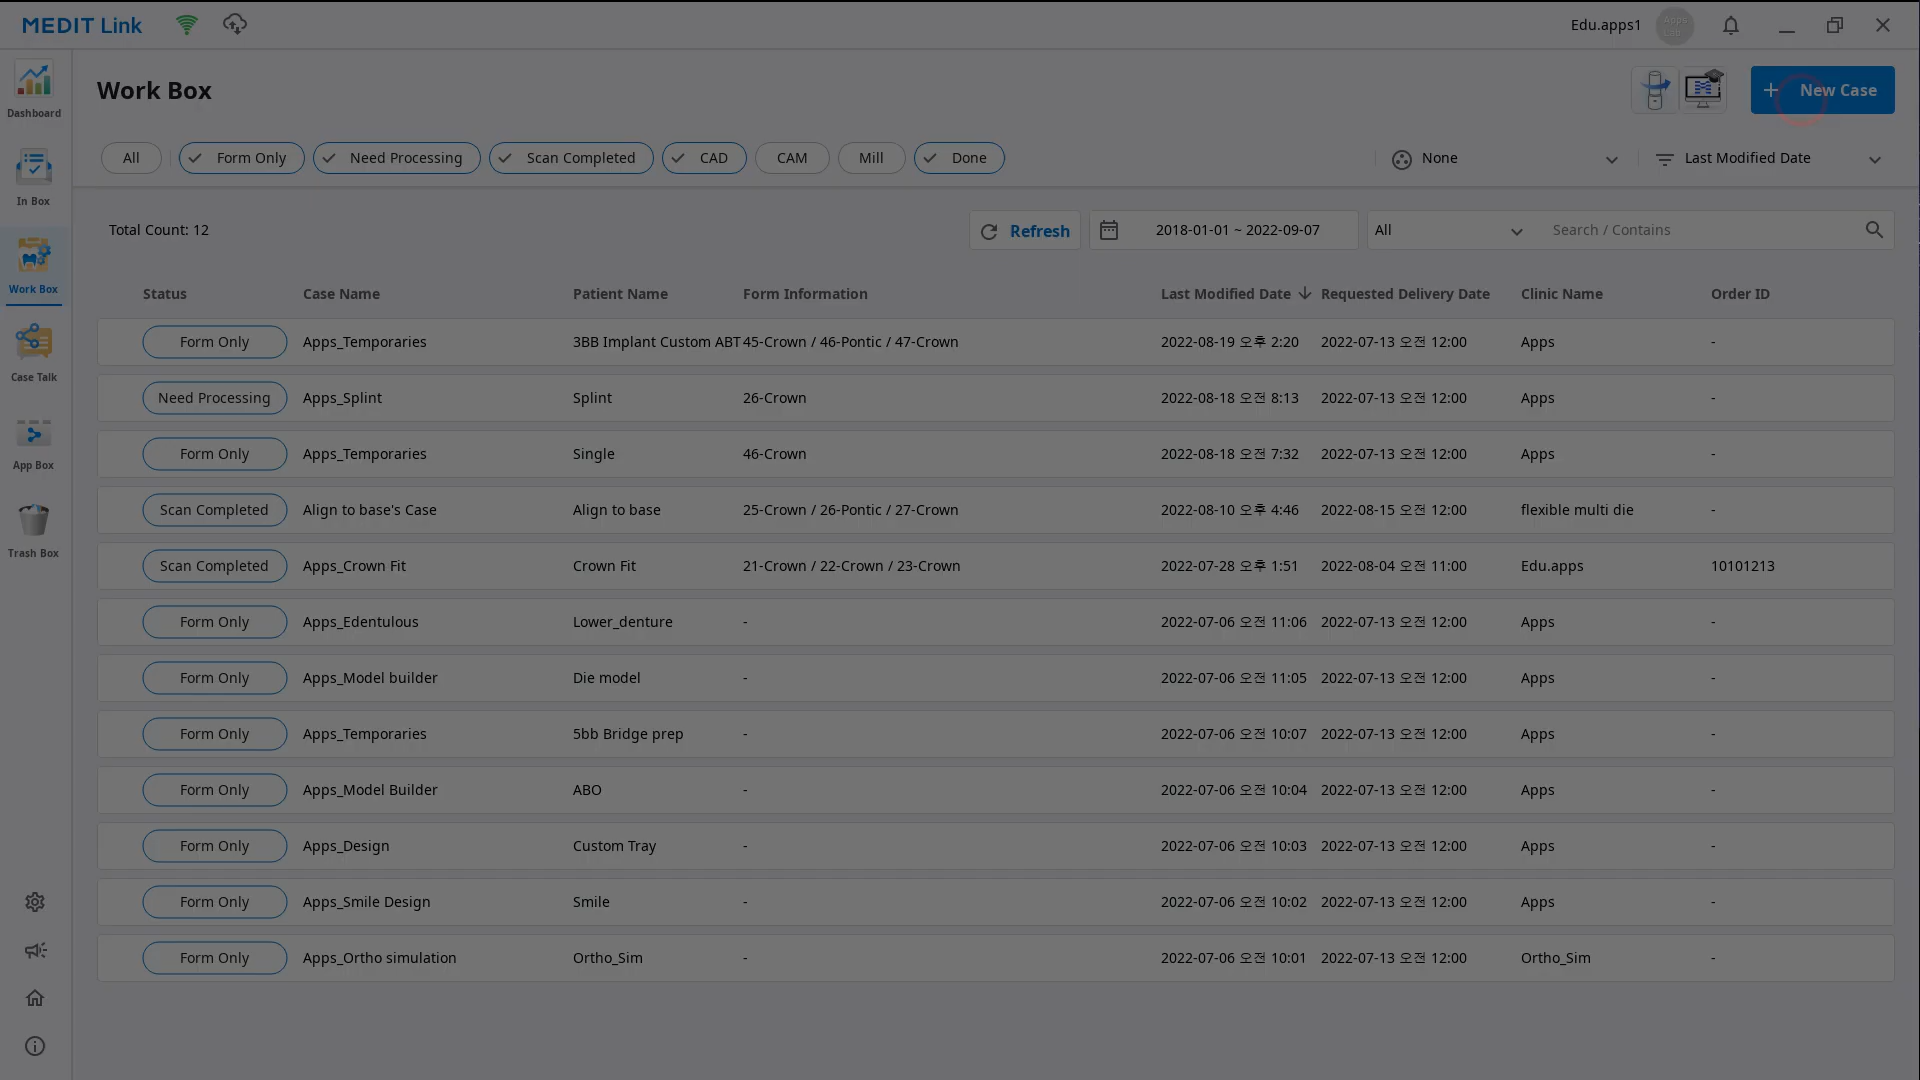 MEDIT Link
Edu.apps1
Dashboard
In Box
Work Box
Case Talk
App Box
Trash Box
Work Box
+ New Case
All
Form Only
Need Processing
Scan Completed
CAD
CAM
Mill
Done
None
Last Modified Date
Total Count: 12
Refresh
2018-01-01 ~ 2022-09-07
All
Search / Contains
Status Case Name Patient Name Form Information Last Modified Date Requested Delivery Date Clinic Name Order ID
Form Only Apps_Temporaries 3BB Implant Custom ABT 45-Crown / 46-Pontic / 47-Crown 2022-08-19 오후 2:20 2022-07-13 오전 12:00 Apps -
Need Processing Apps_Splint Splint 26-Crown 2022-08-18 오전 8:13 2022-07-13 오전 12:00 Apps -
Form Only Apps_Temporaries Single 46-Crown 2022-08-18 오전 7:32 2022-07-13 오전 12:00 Apps -
Scan Completed Align to base's Case Align to base 25-Crown / 26-Pontic / 27-Crown 2022-08-10 오후 4:46 2022-08-15 오전 12:00 flexible multi die -
Scan Completed Apps_Crown Fit Crown Fit 21-Crown / 22-Crown / 23-Crown 2022-07-28 오후 1:51 2022-08-04 오전 11:00 Edu.apps 10101213
Form Only Apps_Edentulous Lower_denture - 2022-07-06 오전 11:06 2022-07-13 오전 12:00 Apps -
Form Only Apps_Model builder Die model - 2022-07-06 오전 11:05 2022-07-13 오전 12:00 Apps -
Form Only Apps_Temporaries 5bb Bridge prep - 2022-07-06 오전 10:07 2022-07-13 오전 12:00 Apps -
Form Only Apps_Model Builder ABO - 2022-07-06 오전 10:04 2022-07-13 오전 12:00 Apps -
Form Only Apps_Design Custom Tray - 2022-07-06 오전 10:03 2022-07-13 오전 12:00 Apps -
Form Only Apps_Smile Design Smile - 2022-07-06 오전 10:02 2022-07-13 오전 12:00 Apps -
Form Only Apps_Ortho simulation Ortho_Sim - 2022-07-06 오전 10:01 2022-07-13 오전 12:00 Ortho_Sim -